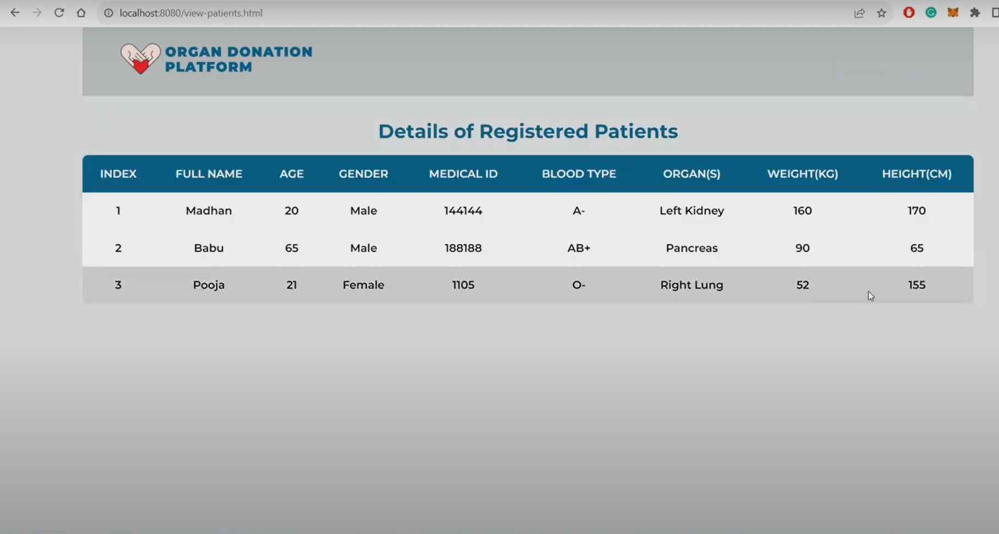 localhost:8080/view-patients.html
ORGAN DONATION
PLATFORM
Details of Registered Patients
INDEX FULL NAME AGE GENDER MEDICAL ID BLOOD TYPE ORGAN(S) WEIGHT(KG) HEIGHT(CM)
1 Madhan 20 Male 144144 A- Left Kidney 160 170
2 Babu 65 Male 188188 AB+ Pancreas 90 65
3 Pooja 21 Female 1105 O- Right Lung 52 155